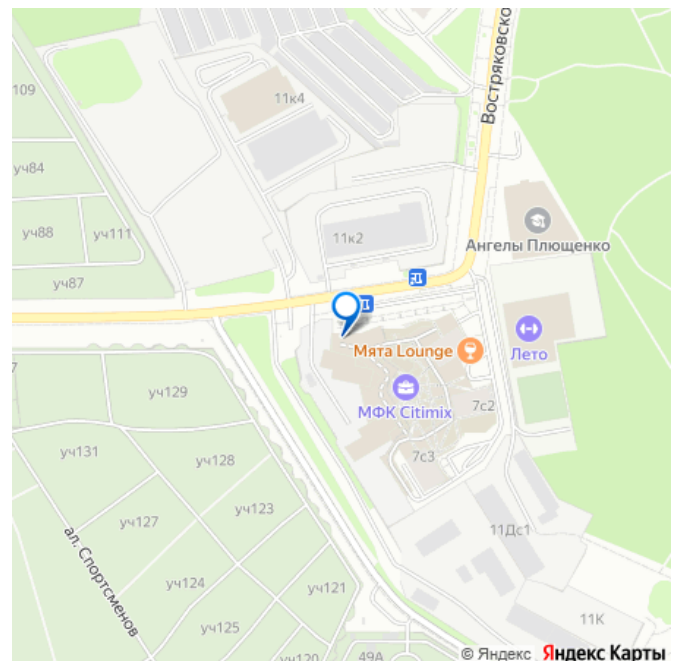 109
11к4
Востряковско
уч84
уч88
уч111
11к2
Ангелы Плющенко
уч87
Мята Lounge
Лето
МФК Citimix
уч129
7с2
уч131
уч128
7с3
уч123
уч127
11Дс1
ал. Спортсменов
уч124
уч121
11К
уч125
уч120
49А
© Яндекс Яндекс Карты